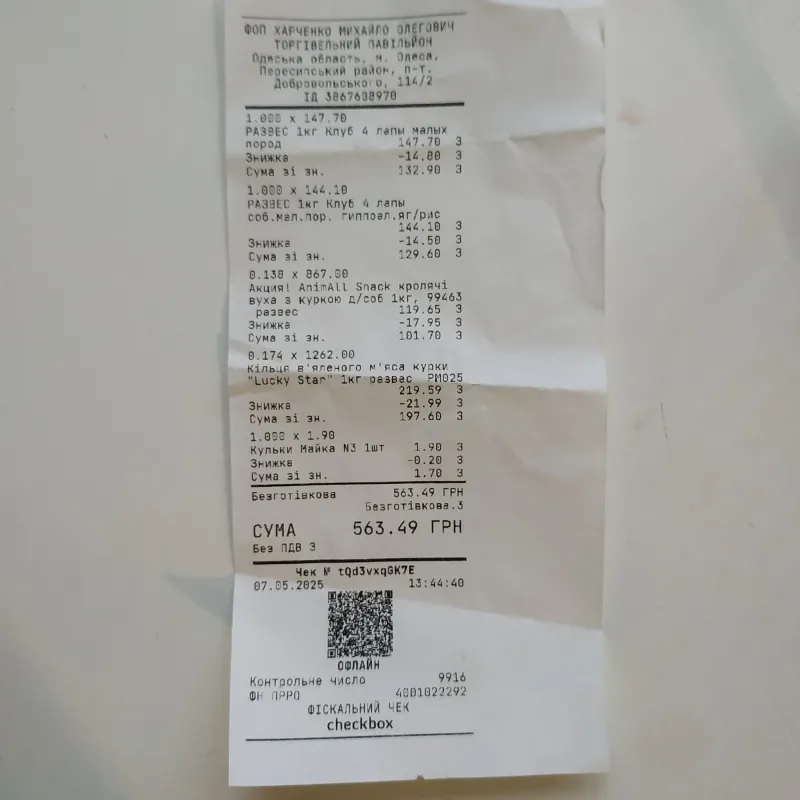 ФОП ХАРЧЕНКО МИХАЙЛО ОЛЕГОВИЧ
ТОРГІВЕЛЬНИЙ ПАВІЛЬЙОН
Одеська область, м. Одеса,
Пересипський район, п-т.
Добровольського, 114/2
ІД 3867608970
1.000 x 147.70
РАЗВЕС 1кг Клуб 4 лапы малых
пород 147.70 З
Знижка -14.80 З
Сума зі зн. 132.90 З
1.000 x 144.10
РАЗВЕС 1кг Клуб 4 лапы
соб.мал.пор. гиппоал.яг/рис
144.10 З
Знижка -14.50 З
Сума зі зн. 129.60 З
0.138 x 867.00
Акция! AnimAll Snack кролячі
вуха з куркою д/соб 1кг, 99463
развес 119.65 З
Знижка -17.95 З
Сума зі зн. 101.70 З
0.174 x 1262.00
Кільця в'яленого м'яса курки
"Lucky Star" 1кг развес PM025
219.59 З
Знижка -21.99 З
Сума зі зн. 197.60 З
1.000 x 1.90
Кульки Майка N3 1шт 1.90 З
Знижка -0.20 З
Сума зі зн. 1.70 З
Безготівкова 563.49 ГРН
Безготівкова.З
СУМА 563.49 ГРН
Без ПДВ З
Чек № tQd3vxqGK7E
07.05.2025 13:44:40
ОФЛАЙН
Контрольне число 9916
ФН ПРРО 4001022292
ФІСКАЛЬНИЙ ЧЕК
checkbox